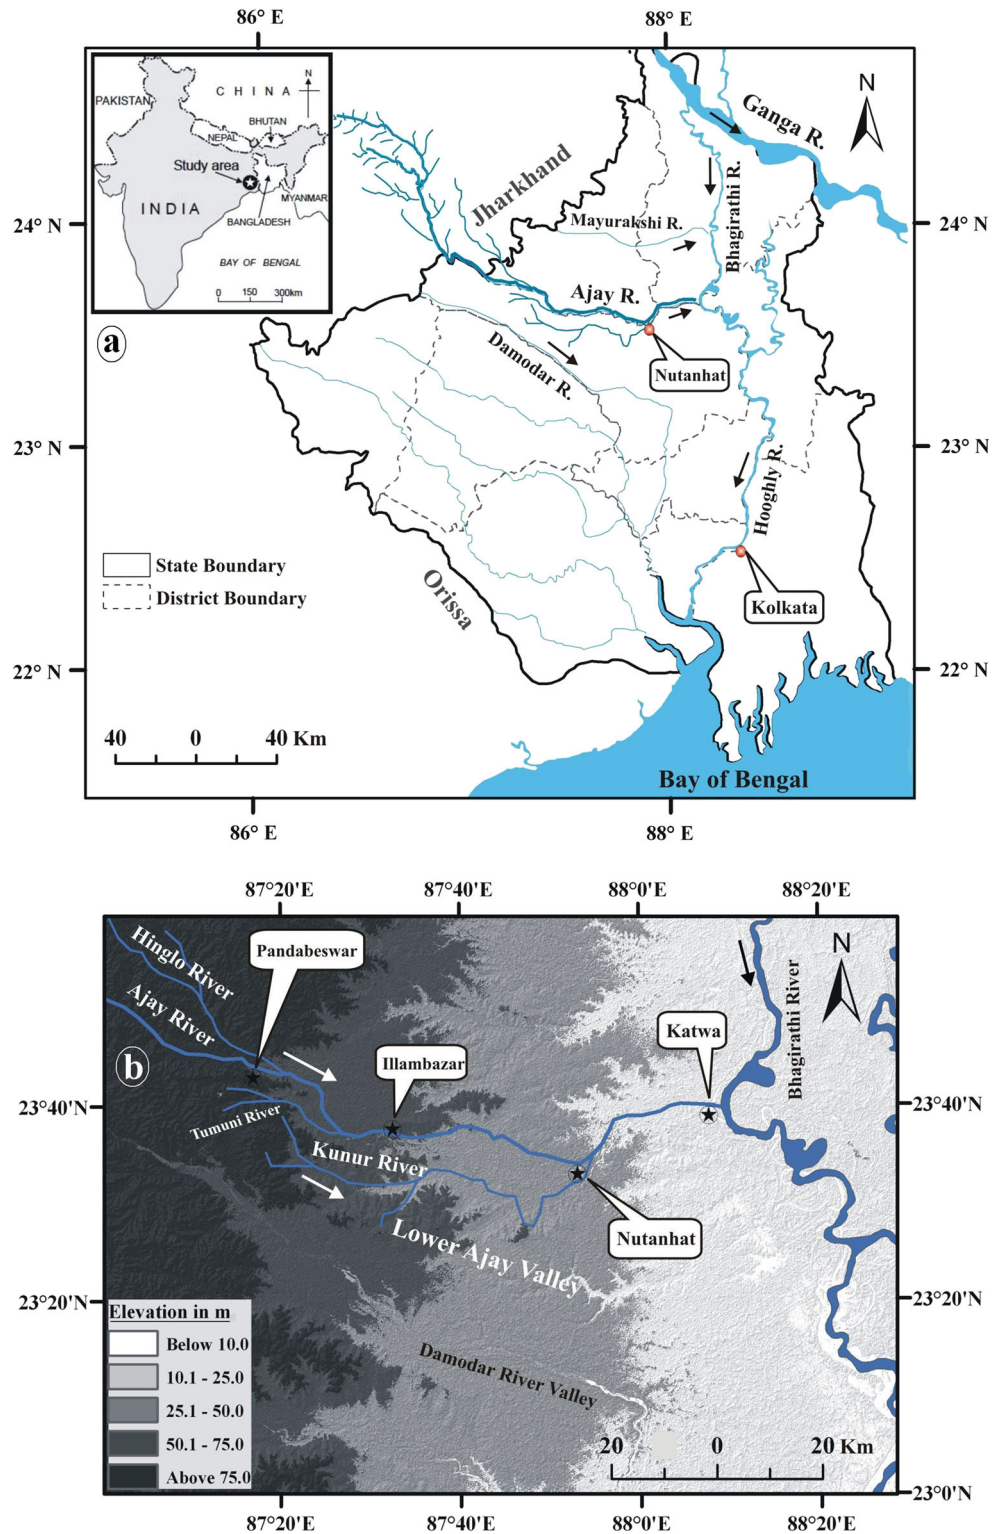 86° E
88° E
PAKISTAN
C H I N A
N
BHUTAN
NEPAL
Study area
INDIA
MYANMAR
BANGLADESH
BAY OF BENGAL
0 150 300km
N
Ganga R.
Jharkhand
Bhagirathi R.
Mayurakshi R.
24° N
24° N
Ajay R.
a
Damodar R.
Nutanhat
23° N
23° N
Hooghly R.
State Boundary
District Boundary
Orissa
Kolkata
22° N
22° N
40 0 40 Km
Bay of Bengal
86° E
88° E
87°20'E
87°40'E
88°0'E
88°20'E
Hinglo River
Pandabeswar
N
Bhagirathi River
Ajay River
Katwa
b
Illambazar
23°40'N
23°40'N
Tumuni River
Kunur River
Nutanhat
Lower Ajay Valley
23°20'N
23°20'N
Elevation in m
Below 10.0
10.1 - 25.0
25.1 - 50.0
50.1 - 75.0
Above 75.0
Damodar River Valley
20 0 20 Km
23°0'N
87°20'E
87°40'E
88°0'E
88°20'E